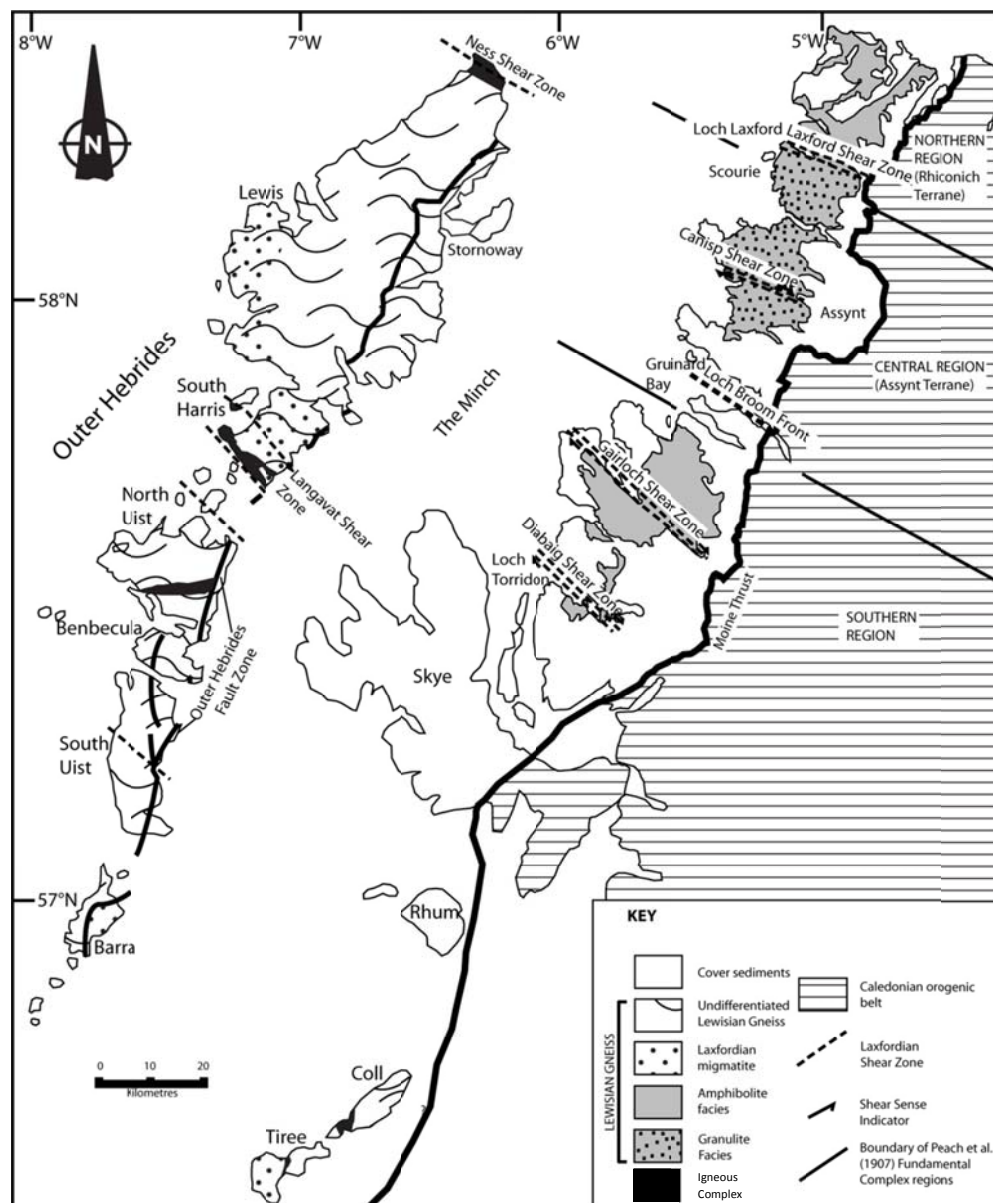 8°W
7°W
6°W
5°W
N
Ness Shear Zone
Loch Laxford
Laxford Shear Zone
NORTHERN
REGION
(Rhiconich
Terrane)
Scourie
Lewis
Stornoway
Canisp Shear Zone
58°N
Assynt
Outer Hebrides
The Minch
Gruinard
Bay
Loch Broom Front
CENTRAL REGION
(Assynt Terrane)
South
Harris
Langavat Shear
Zone
Gairloch Shear Zone
North
Uist
Diabaig Shear Zone
Loch
Torridon
Moine Thrust
SOUTHERN
REGION
Benbecula
Outer Hebrides
Fault Zone
Skye
South
Uist
57°N
Rhum
Barra
KEY
Cover sediments
Caledonian orogenic
belt
LEWISIAN GNEISS
Undifferentiated
Lewisian Gneiss
Laxfordian
migmatite
Laxfordian
Shear Zone
Amphibolite
facies
Shear Sense
Indicator
Granulite
Facies
Boundary of Peach et al.
(1907) Fundamental
Complex regions
Igneous
Complex
0 10 20
Kilometres
Coll
Tiree